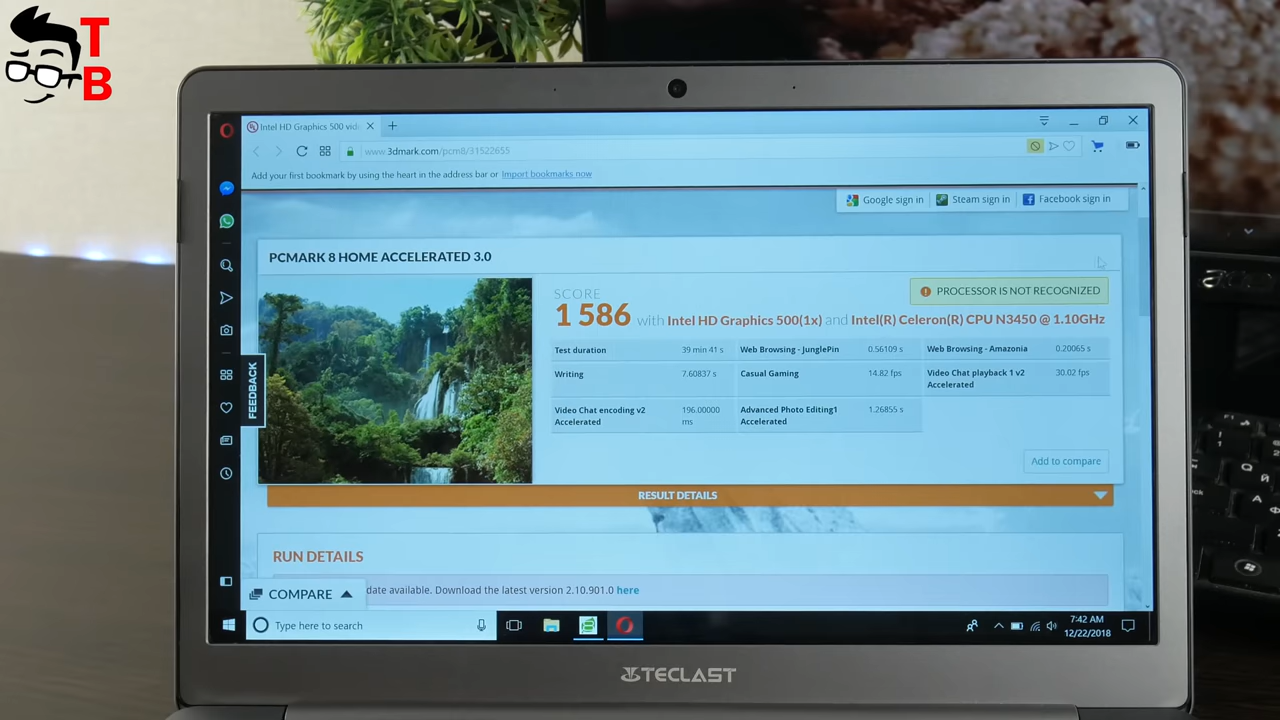 T
B
Intel HD Graphics 500 vid
www.3dmark.com/pcm8/31522655
Add your first bookmark by using the heart in the address bar or Import bookmarks now
Google sign in
Steam sign in
Facebook sign in
PCMARK 8 HOME ACCELERATED 3.0
SCORE
PROCESSOR IS NOT RECOGNIZED
1 586 with Intel HD Graphics 500(1x) and Intel(R) Celeron(R) CPU N3450 @ 1.10GHz
Test duration 39 min 41 s Web Browsing - JunglePin 0.56109 s Web Browsing - Amazonia 0.20065 s
Writing 7.60837 s Casual Gaming 14.82 fps Video Chat playback 1 v2 30.02 fps
Accelerated
Video Chat encoding v2 196.00000 Advanced Photo Editing1 1.26855 s
Accelerated ms Accelerated
FEEDBACK
Add to compare
RESULT DETAILS
RUN DETAILS
date available. Download the latest version 2.10.901.0 here
COMPARE
Type here to search
7:42 AM
12/22/2018
TECLAST